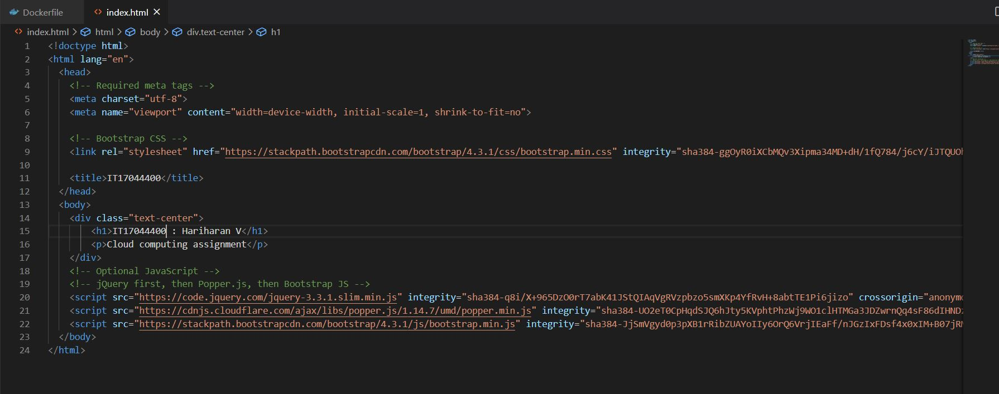 Dockerfile
index.html
index.html > html > body > div.text-center > h1
1 <!doctype html>
2 <html lang="en">
3 <head>
4 <!-- Required meta tags -->
5 <meta charset="utf-8">
6 <meta name="viewport" content="width=device-width, initial-scale=1, shrink-to-fit=no">
7
8 <!-- Bootstrap CSS -->
9 <link rel="stylesheet" href="https://stackpath.bootstrapcdn.com/bootstrap/4.3.1/css/bootstrap.min.css" integrity="sha384-ggOyR0iXCbMQv3Xipma34MD+dH/1fQ784/j6cY/iJTQUOh
10
11 <title>IT17044400</title>
12 </head>
13 <body>
14 <div class="text-center">
15 <h1>IT17044400 : Hariharan V</h1>
16 <p>Cloud computing assignment</p>
17 </div>
18 <!-- Optional JavaScript -->
19 <!-- jQuery first, then Popper.js, then Bootstrap JS -->
20 <script src="https://code.jquery.com/jquery-3.3.1.slim.min.js" integrity="sha384-q8i/X+965DzO0rT7abK41JStQIAqVgRVzpbzo5smXKp4YfRvH+8abtTE1Pi6jizo" crossorigin="anonymo
21 <script src="https://cdnjs.cloudflare.com/ajax/libs/popper.js/1.14.7/umd/popper.min.js" integrity="sha384-UO2eT0CpHqdSJQ6hJty5KVphtPhzWj9WO1clHTMGa3JDZwrnQq4sF86dIHNDz
22 <script src="https://stackpath.bootstrapcdn.com/bootstrap/4.3.1/js/bootstrap.min.js" integrity="sha384-JjSmVgyd0p3pXB1rRibZUAYoIIy6OrQ6VrjIEaFf/nJGzIxFDsf4x0xIM+B07jRM
23 </body>
24 </html>